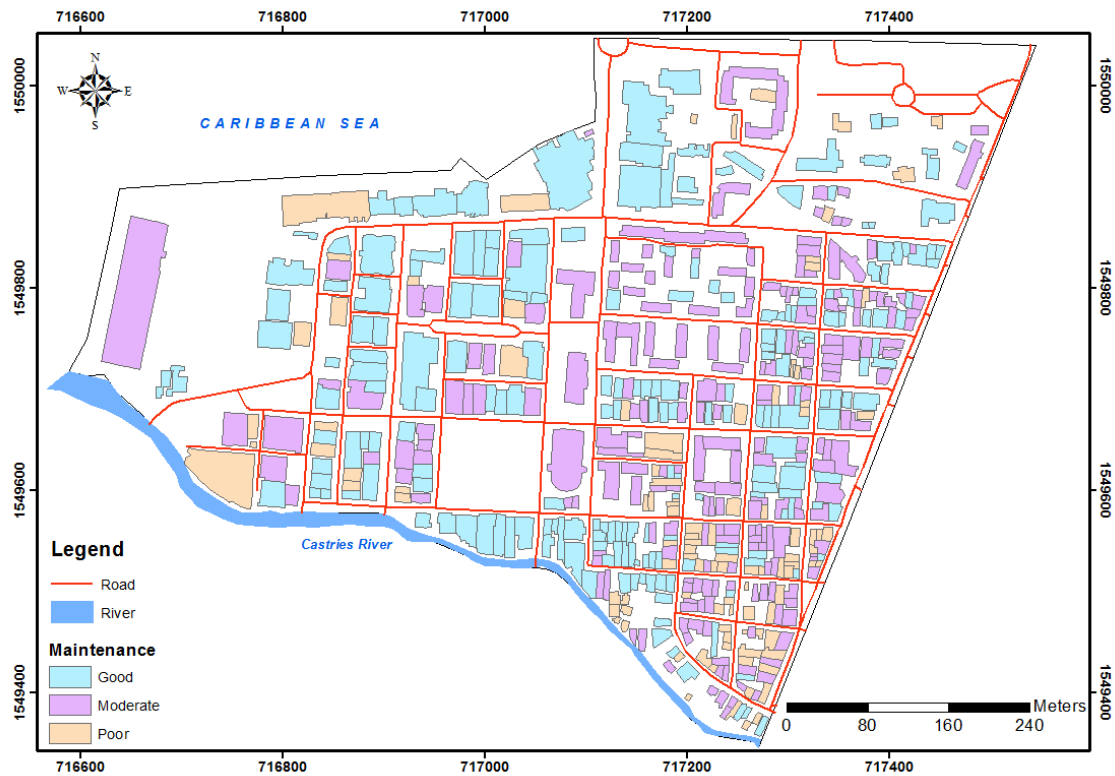 716600 716800 717000 717200 717400
1550000 1550000
N
W E
S
CARIBBEAN SEA
1549800 1549800
1549600 1549600
Castries River
Legend
Road
River
Maintenance
Good
Moderate
Poor
1549400 1549400
Meters
0 80 160 240
716600 716800 717000 717200 717400